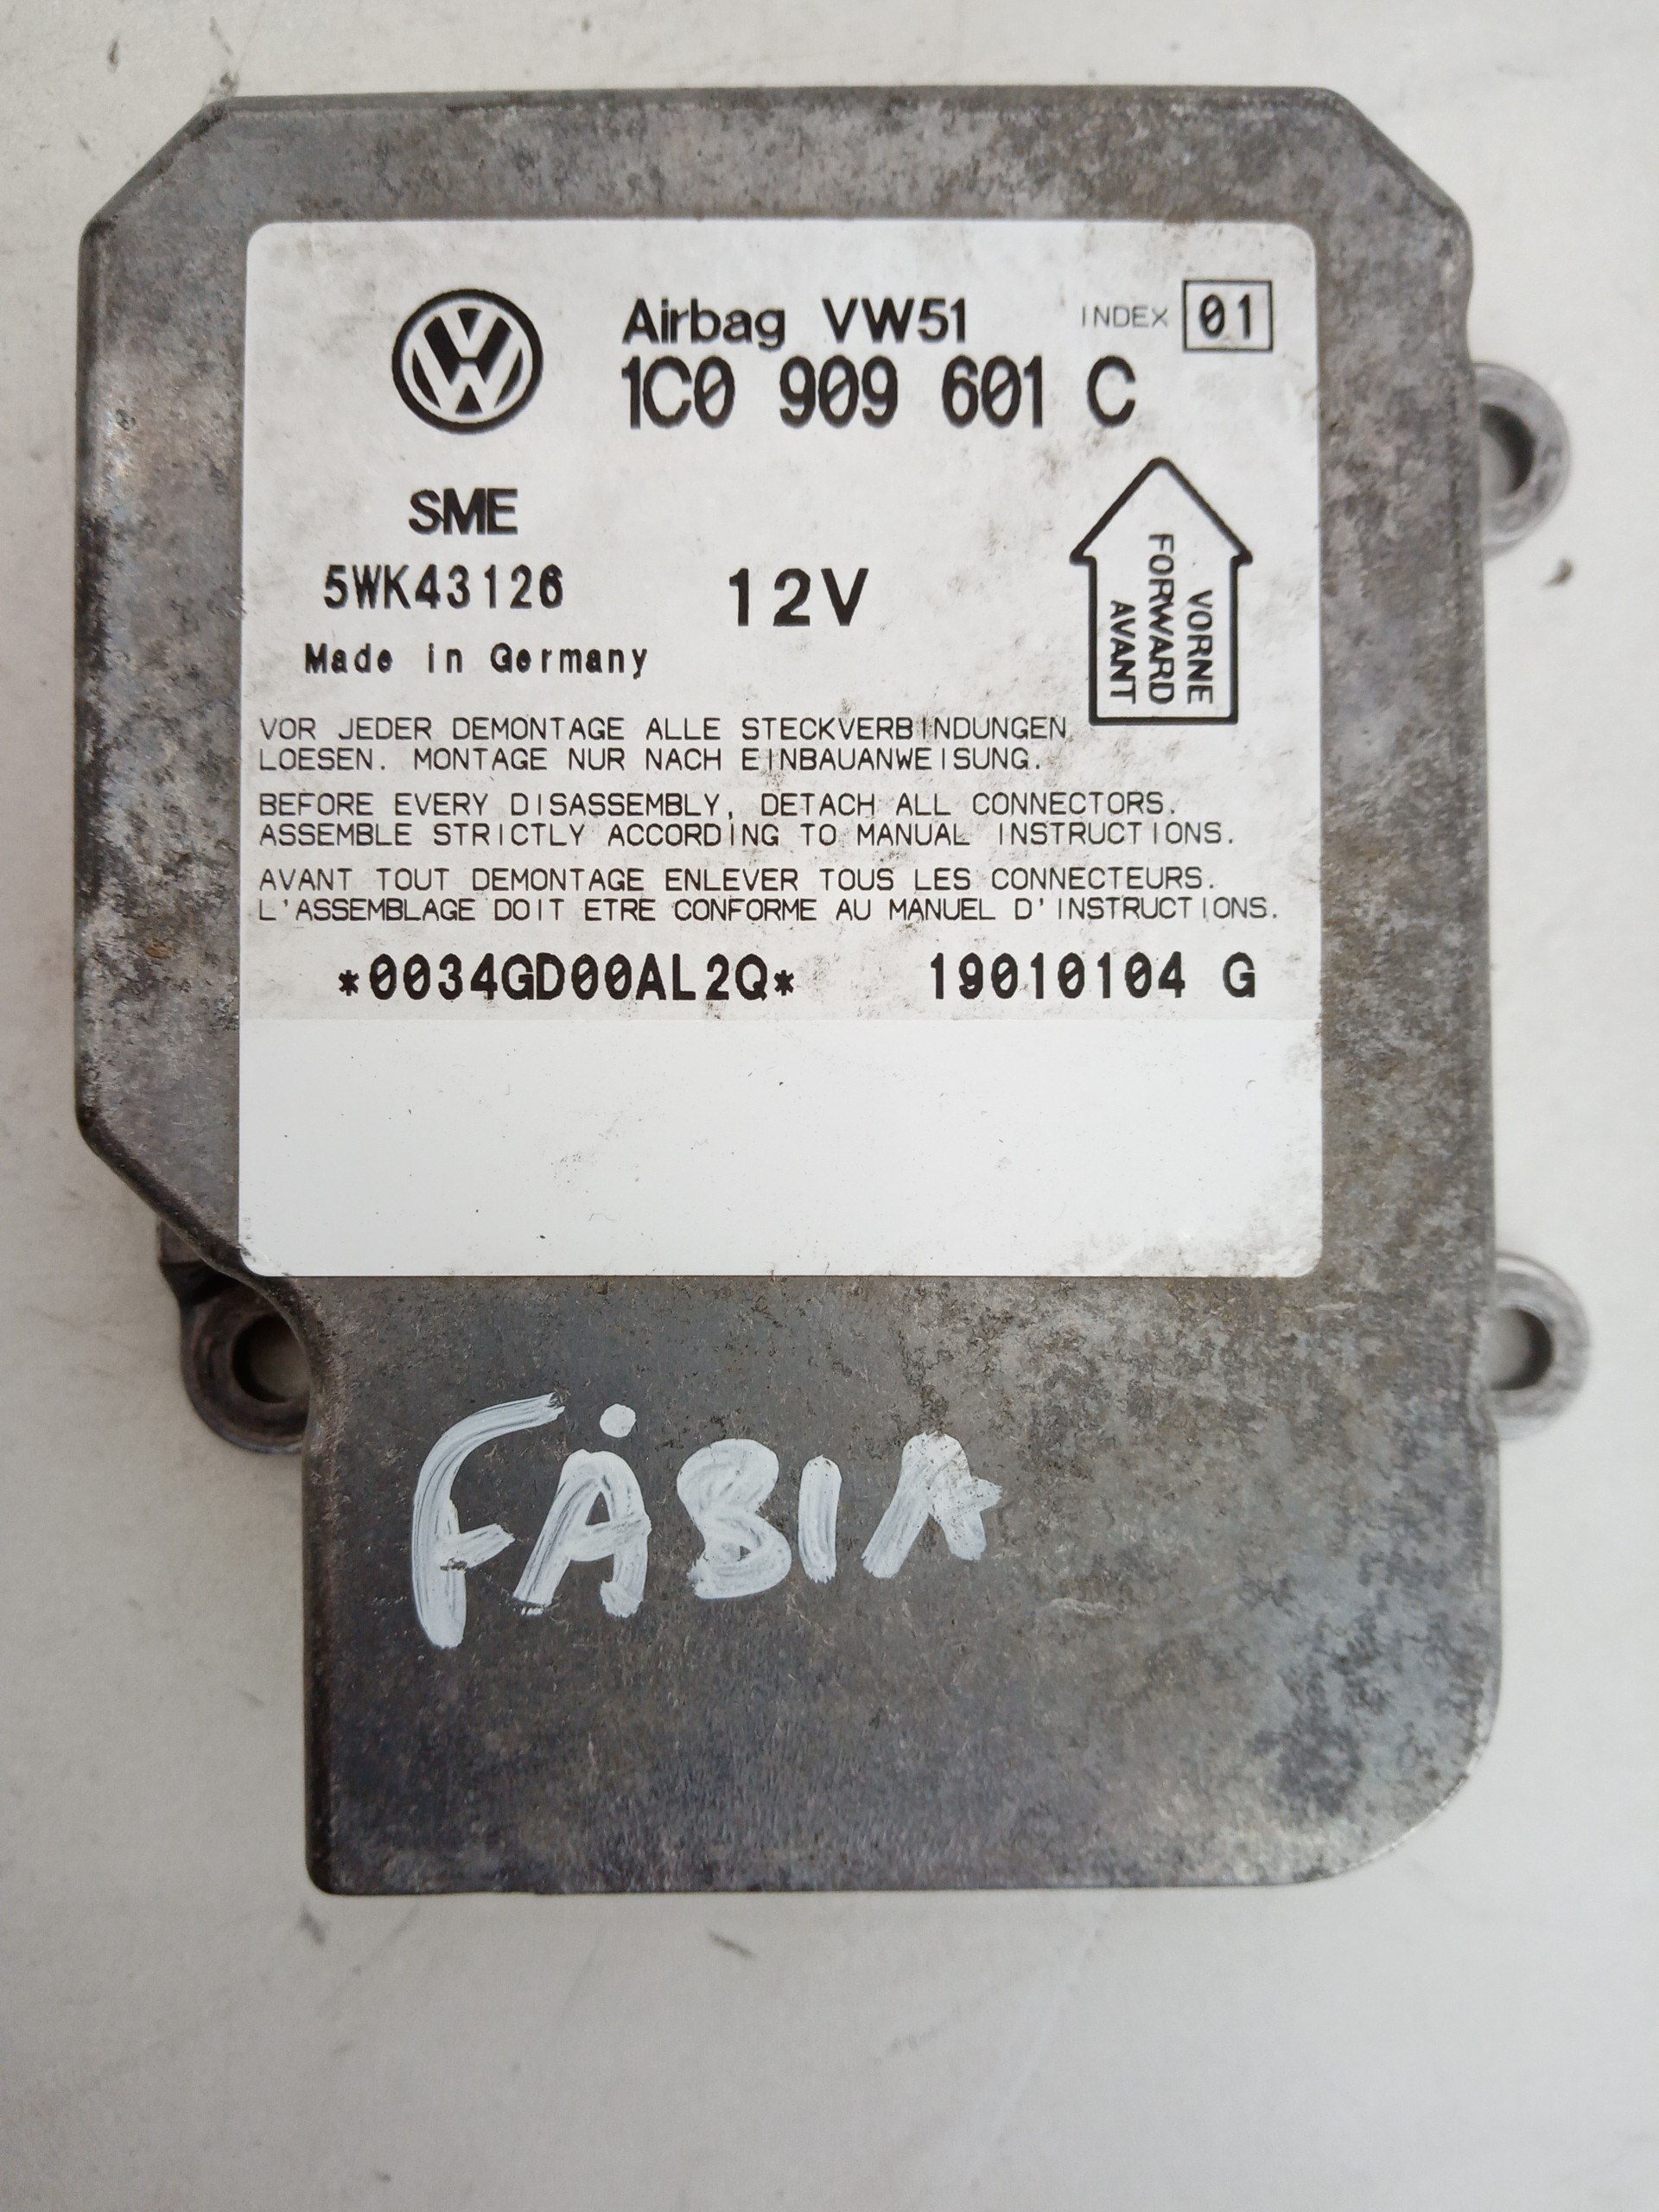 Airbag VW51 INDEX 01
1C0 909 601 C
SME
5WK43126
12V
Made in Germany
VORNE
FORWARD
AVANT
VOR JEDER DEMONTAGE ALLE STECKVERBINDUNGEN
LOESEN. MONTAGE NUR NACH EINBAUANWEISUNG.
BEFORE EVERY DISASSEMBLY, DETACH ALL CONNECTORS.
ASSEMBLE STRICTLY ACCORDING TO MANUAL INSTRUCTIONS.
AVANT TOUT DEMONTAGE ENLEVER TOUS LES CONNECTEURS.
L'ASSEMBLAGE DOIT ETRE CONFORME AU MANUEL D'INSTRUCTIONS.
*0034GD00AL2Q* 19010104 G
FÁBIA